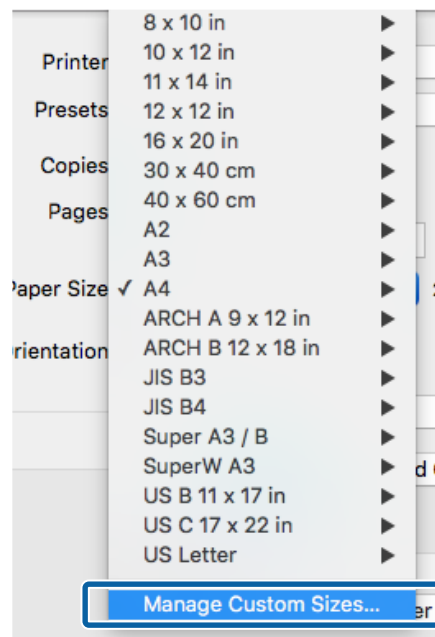 8 x 10 in
Printer
10 x 12 in
11 x 14 in
Presets
12 x 12 in
16 x 20 in
Copies
30 x 40 cm
40 x 60 cm
Pages
A2
A3
Paper Size ✓ A4
ARCH A 9 x 12 in
Orientation
ARCH B 12 x 18 in
JIS B3
JIS B4
Super A3 / B
SuperW A3
US B 11 x 17 in
US C 17 x 22 in
US Letter
Manage Custom Sizes...